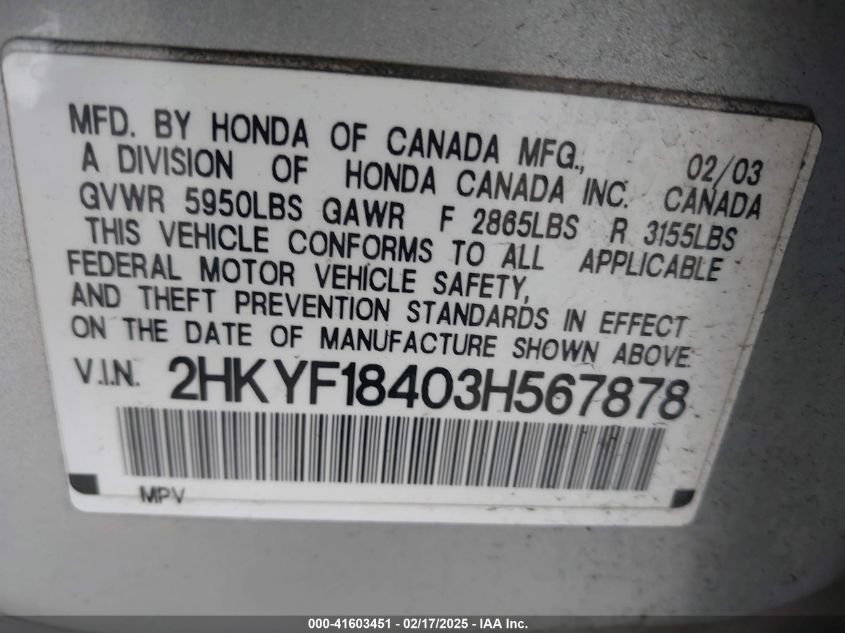 MFD. BY HONDA OF CANADA MFG., 02/03
A DIVISION OF HONDA CANADA INC. CANADA
GVWR 5950LBS GAWR F 2865LBS R 3155LBS
THIS VEHICLE CONFORMS TO ALL APPLICABLE
FEDERAL MOTOR VEHICLE SAFETY,
AND THEFT PREVENTION STANDARDS IN EFFECT
ON THE DATE OF MANUFACTURE SHOWN ABOVE.
V.I.N. 2HKYF18403H567878
MPV
000-41603451 - 02/17/2025 - IAA Inc.